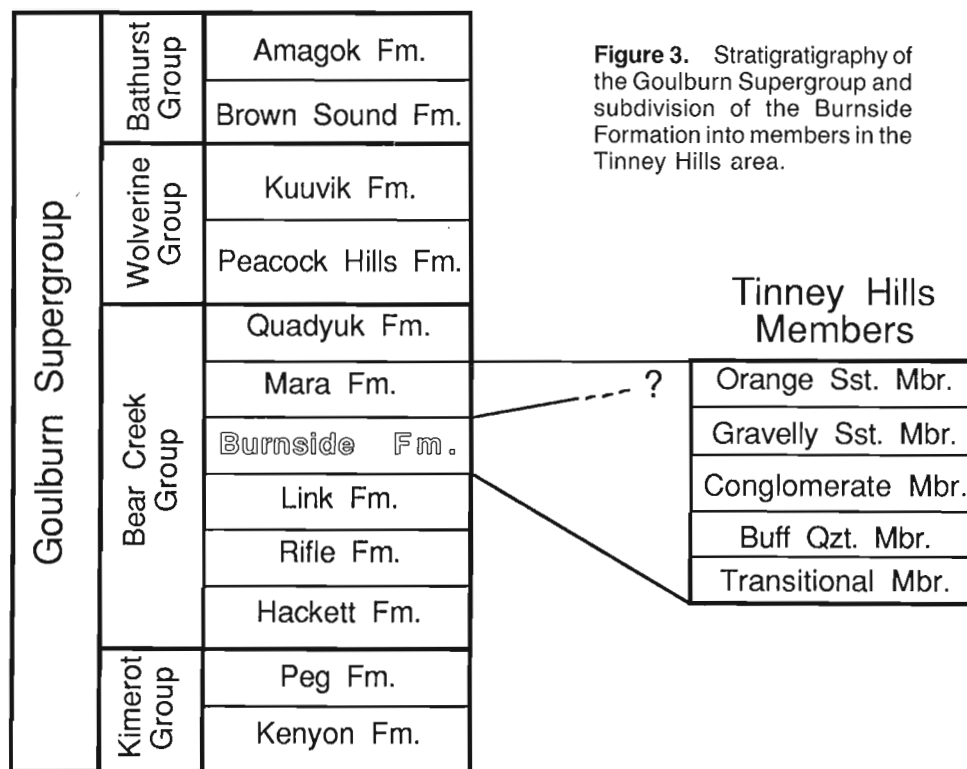 Goulburn Supergroup
Bathurst
Group
Amagok Fm.
Brown Sound Fm.
Wolverine
Group
Kuuvik Fm.
Peacock Hills Fm.
Bear Creek
Group
Quadyuk Fm.
Mara Fm.
Burnside Fm.
Link Fm.
Rifle Fm.
Hackett Fm.
Kimerot
Group
Peg Fm.
Kenyon Fm.
Figure 3. Stratigratigraphy of
the Goulburn Supergroup and
subdivision of the Burnside
Formation into members in the
Tinney Hills area.
?
Tinney Hills
Members
Orange Sst. Mbr.
Gravelly Sst. Mbr.
Conglomerate Mbr.
Buff Qzt. Mbr.
Transitional Mbr.